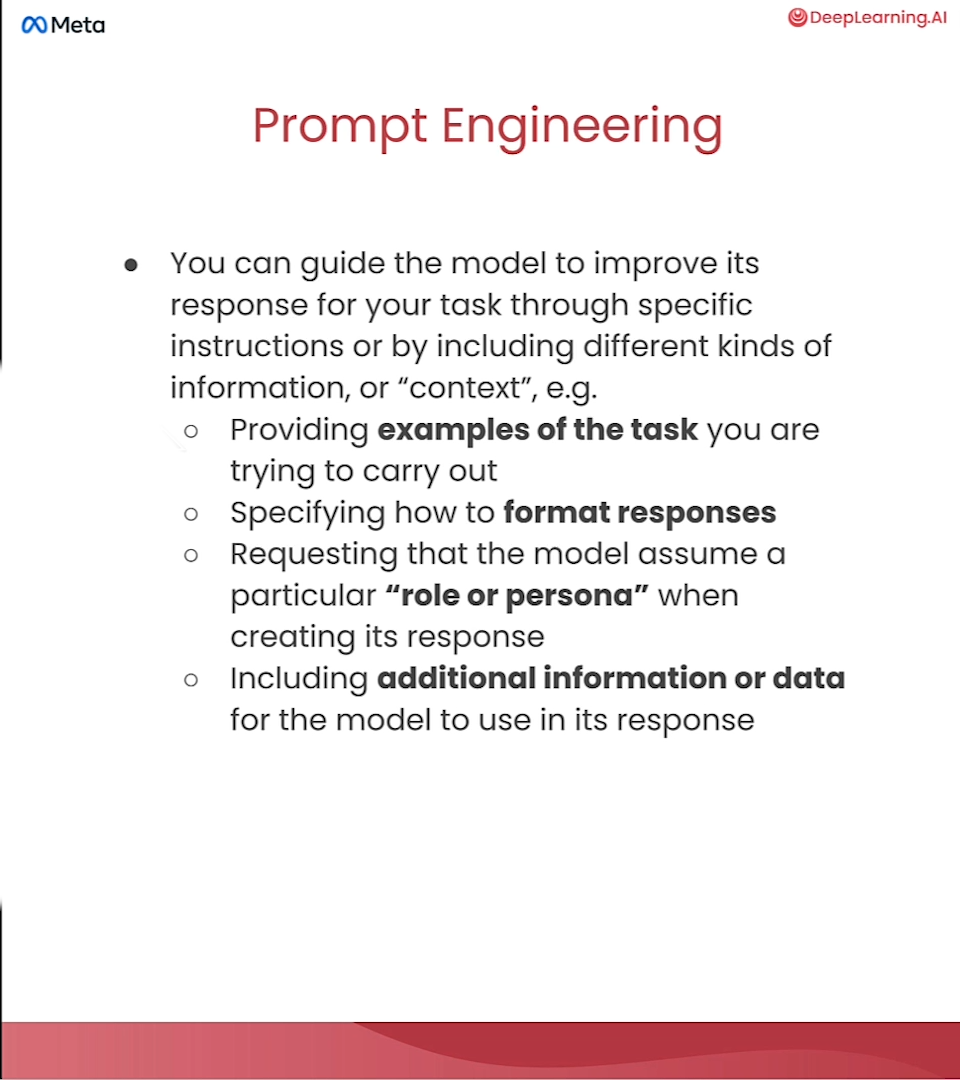 Meta
DeepLearning.AI
Prompt Engineering
● You can guide the model to improve its
response for your task through specific
instructions or by including different kinds of
information, or “context”, e.g.
○ Providing examples of the task you are
trying to carry out
○ Specifying how to format responses
○ Requesting that the model assume a
particular “role or persona” when
creating its response
○ Including additional information or data
for the model to use in its response